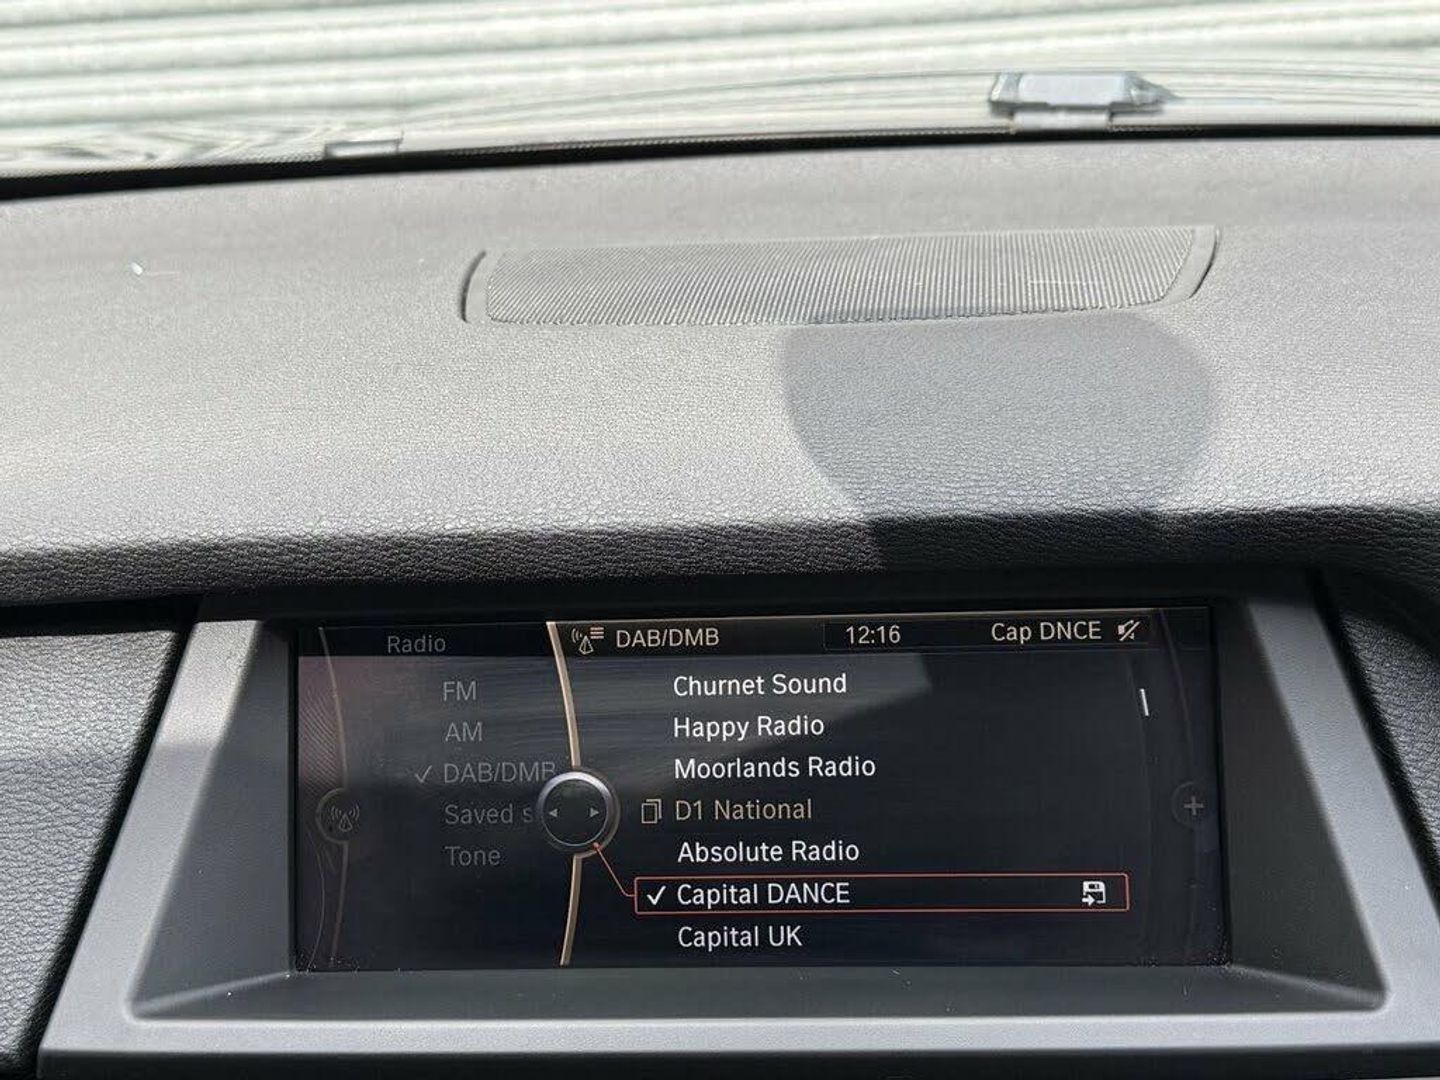 Radio
FM
AM
DAB/DMB
Saved s
Tone
DAB/DMB
12:16
Cap DNCE
Churnet Sound
Happy Radio
Moorlands Radio
D1 National
Absolute Radio
Capital DANCE
Capital UK